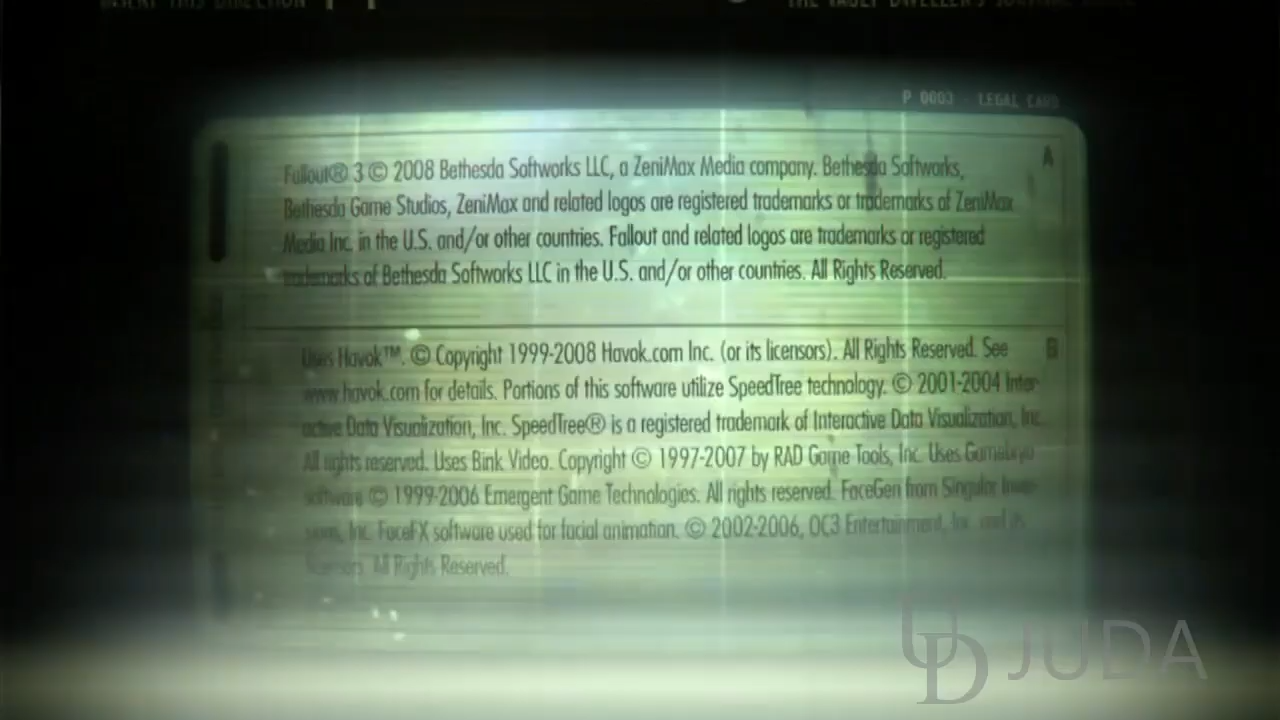 INSERT THIS DIRECTION
THE VAULT DWELLER'S
P 0003 - LEGAL CARD
A
Fallout® 3 © 2008 Bethesda Softworks LLC, a ZeniMax Media company. Bethesda Softworks,
Bethesda Game Studios, ZeniMax and related logos are registered trademarks or trademarks of ZeniMax
Media Inc. in the U.S. and/or other countries. Fallout and related logos are trademarks or registered
trademarks of Bethesda Softworks LLC in the U.S. and/or other countries. All Rights Reserved.
B
Uses Havok™. © Copyright 1999-2008 Havok.com Inc. (or its licensors). All Rights Reserved. See
www.havok.com for details. Portions of this software utilize SpeedTree technology. © 2001-2004 Inter-
active Data Visualization, Inc. SpeedTree® is a registered trademark of Interactive Data Visualization, Inc.
All rights reserved. Uses Bink Video. Copyright © 1997-2007 by RAD Game Tools, Inc. Uses Gamebryo
software © 1999-2006 Emergent Game Technologies. All rights reserved. FaceGen from Singular Inver-
sions, Inc. FaceFX software used for facial animation. © 2002-2006, OC3 Entertainment, Inc. and its
licensors. All Rights Reserved.
JD JUDA